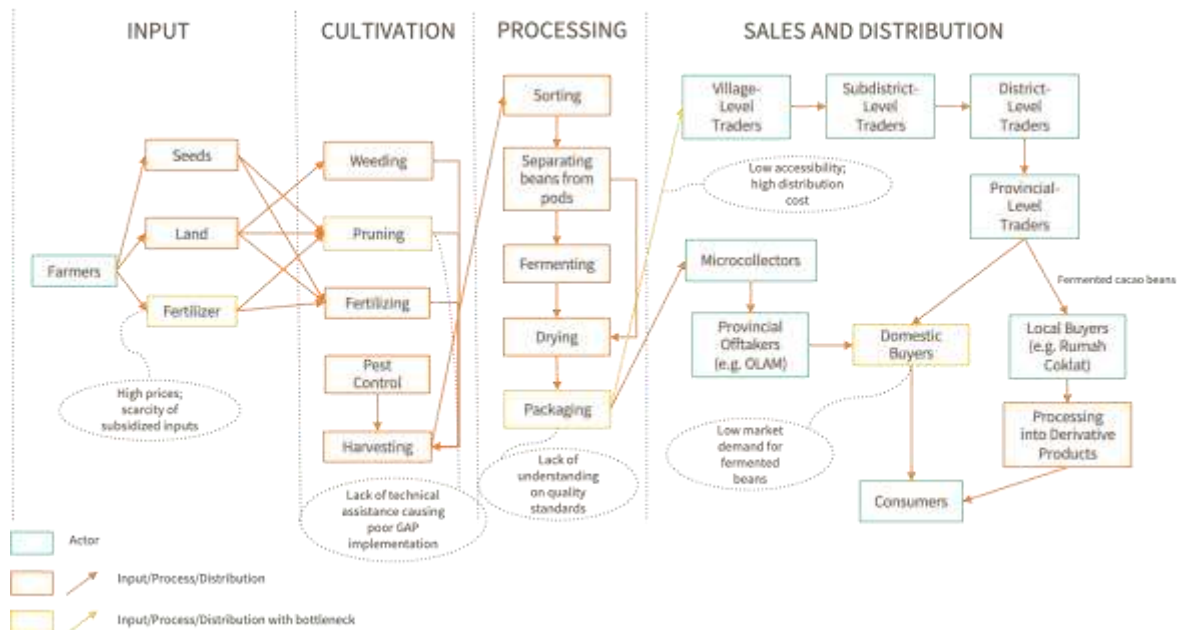 INPUT
CULTIVATION
PROCESSING
SALES AND DISTRIBUTION
Farmers
Seeds
Land
Fertilizer
High prices;
scarcity of
subsidized inputs
Weeding
Pruning
Fertilizing
Pest
Control
Harvesting
Lack of technical
assistance causing
poor GAP
implementation
Sorting
Separating
beans from
pods
Fermenting
Drying
Packaging
Lack of
understanding
on quality
standards
Village-
Level
Traders
Subdistrict-
Level
Traders
District-
Level
Traders
Low accessibility;
high distribution
cost
Provincial-
Level
Traders
Microcollectors
Fermented cacao beans
Provincial
Offtakers
(e.g. OLAM)
Domestic
Buyers
Local Buyers
(e.g. Rumah
Coklat)
Low market
demand for
fermented
beans
Processing
into Derivative
Products
Consumers
Actor
Input/Process/Distribution
Input/Process/Distribution with bottleneck